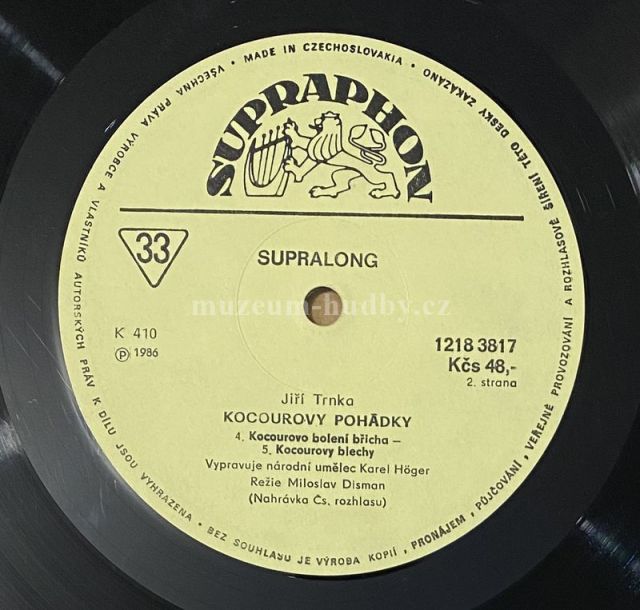 VŠECHNA PRÁVA VÝROBCE A VLASTNÍKŮ AUTORSKÝCH PRÁV K DÍLU JSOU VYHRAZENA • BEZ SOUHLASU JE VÝROBA KOPIÍ, PRONÁJEM, PŮJČOVÁNÍ, VEŘEJNÉ PROVOZOVÁNÍ A ROZHLASOVÉ ŠÍŘENÍ TÉTO DESKY ZAKÁZÁNO • MADE IN CZECHOSLOVAKIA •
SUPRAPHON
33
SUPRALONG
muzeum-hudby.cz
K 410
Ⓟ 1986
1218 3817
Kčs 48,-
2. strana
Jiří Trnka
KOCOUROVY POHÁDKY
4. Kocourovo bolení břicha –
5. Kocourovy blechy
Vypravuje národní umělec Karel Höger
Režie Miloslav Disman
(Nahrávka Čs. rozhlasu)